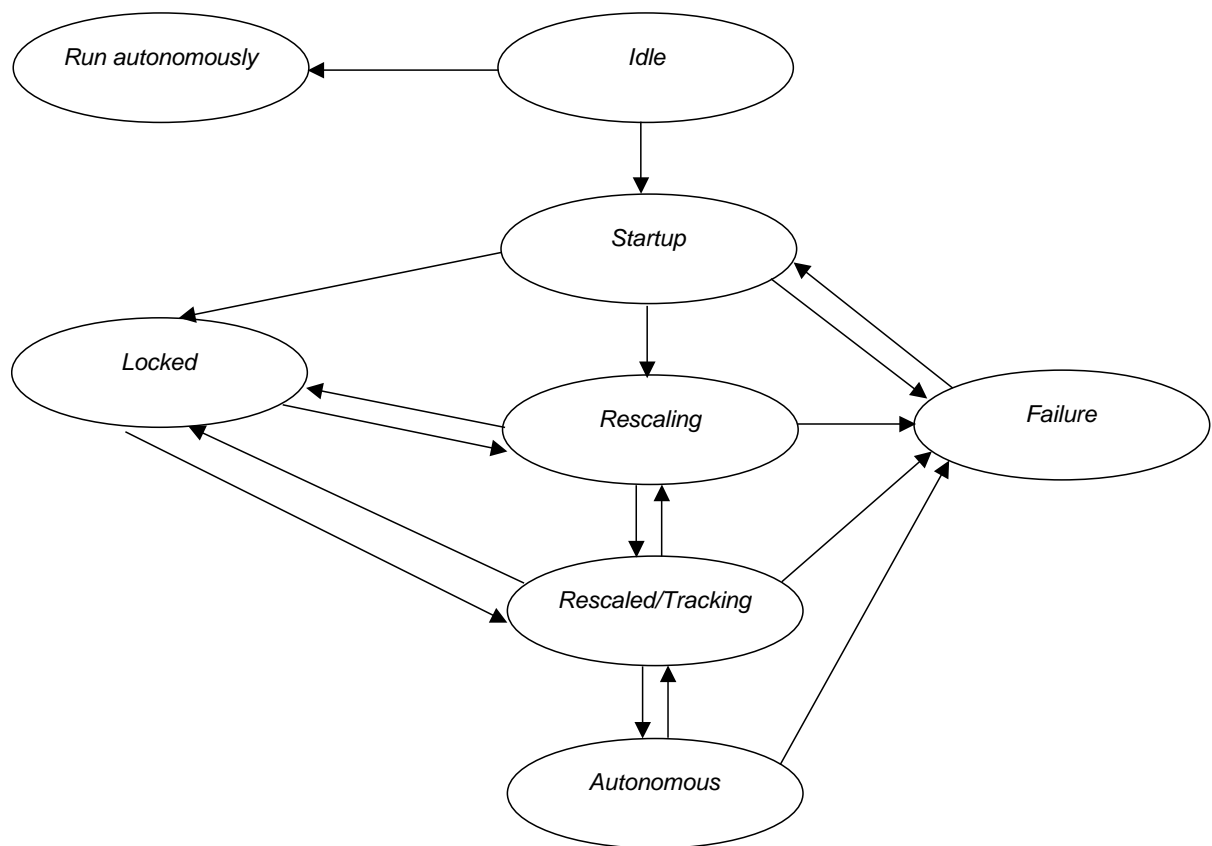 Run autonomously
Idle
Startup
Locked
Rescaling
Failure
Rescaled/Tracking
Autonomous